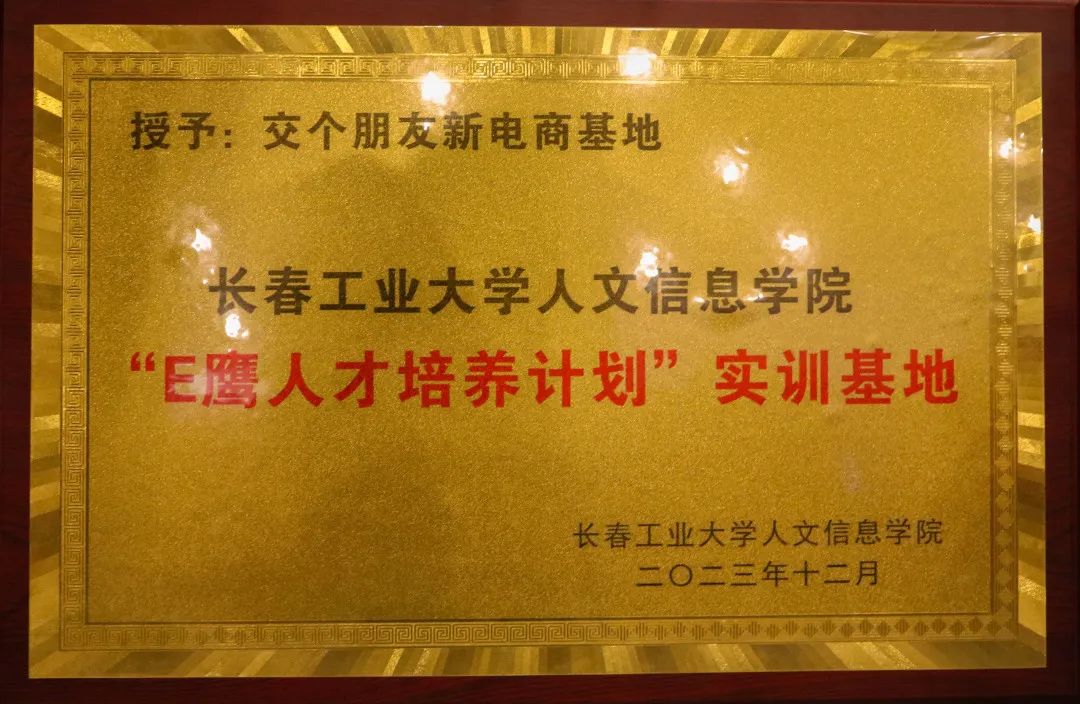 授予：交个朋友新电商基地
长春工业大学人文信息学院
“E鹰人才培养计划”实训基地
长春工业大学人文信息学院
二〇二三年十二月